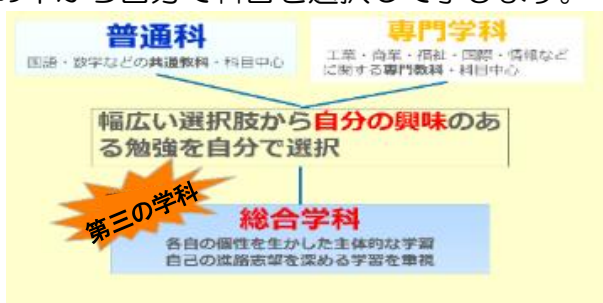 の中から自分で科目を選択して学びます。
普通科
国語・数学などの共通教科・科目中心
専門学科
工業・商業・福祉・国際・情報など
に関する専門教科・科目中心
幅広い選択肢から自分の興味のあ
る勉強を自分で選択
第三の学科
総合学科
各自の個性を生かした主体的な学習
自己の進路志望を深める学習を重視